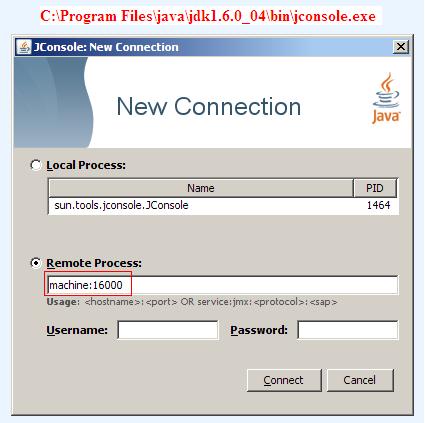 C:\Program Files\java\jdk1.6.0_04\bin\jconsole.exe
JConsole: New Connection
New Connection
Java
Local Process:
Name PID
sun.tools.jconsole.JConsole 1464
Remote Process:
machine:16000
Usage: <hostname>:<port> OR service:jmx:<protocol>:<sap>
Username: Password:
Connect Cancel